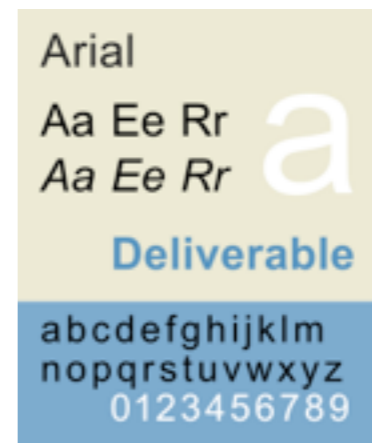 Arial
Aa Ee Rr
Aa Ee Rr
a
Deliverable
abcdefghijklm
nopqrstuvwxyz
0123456789